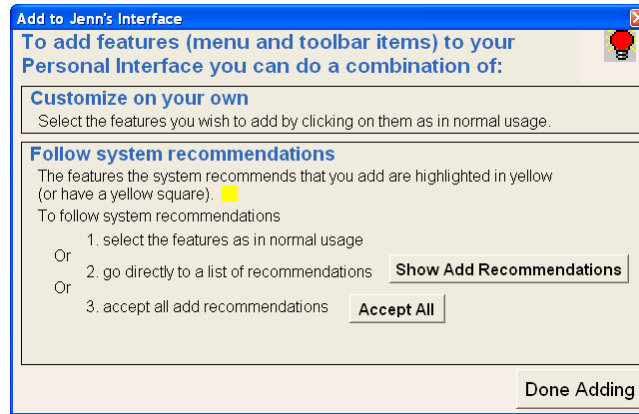 Add to Jenn's Interface
To add features (menu and toolbar items) to your
Personal Interface you can do a combination of:
Customize on your own
Select the features you wish to add by clicking on them as in normal usage.
Follow system recommendations
The features the system recommends that you add are highlighted in yellow
(or have a yellow square).
To follow system recommendations
1. select the features as in normal usage
Or
2. go directly to a list of recommendations Show Add Recommendations
Or
3. accept all add recommendations Accept All
Done Adding